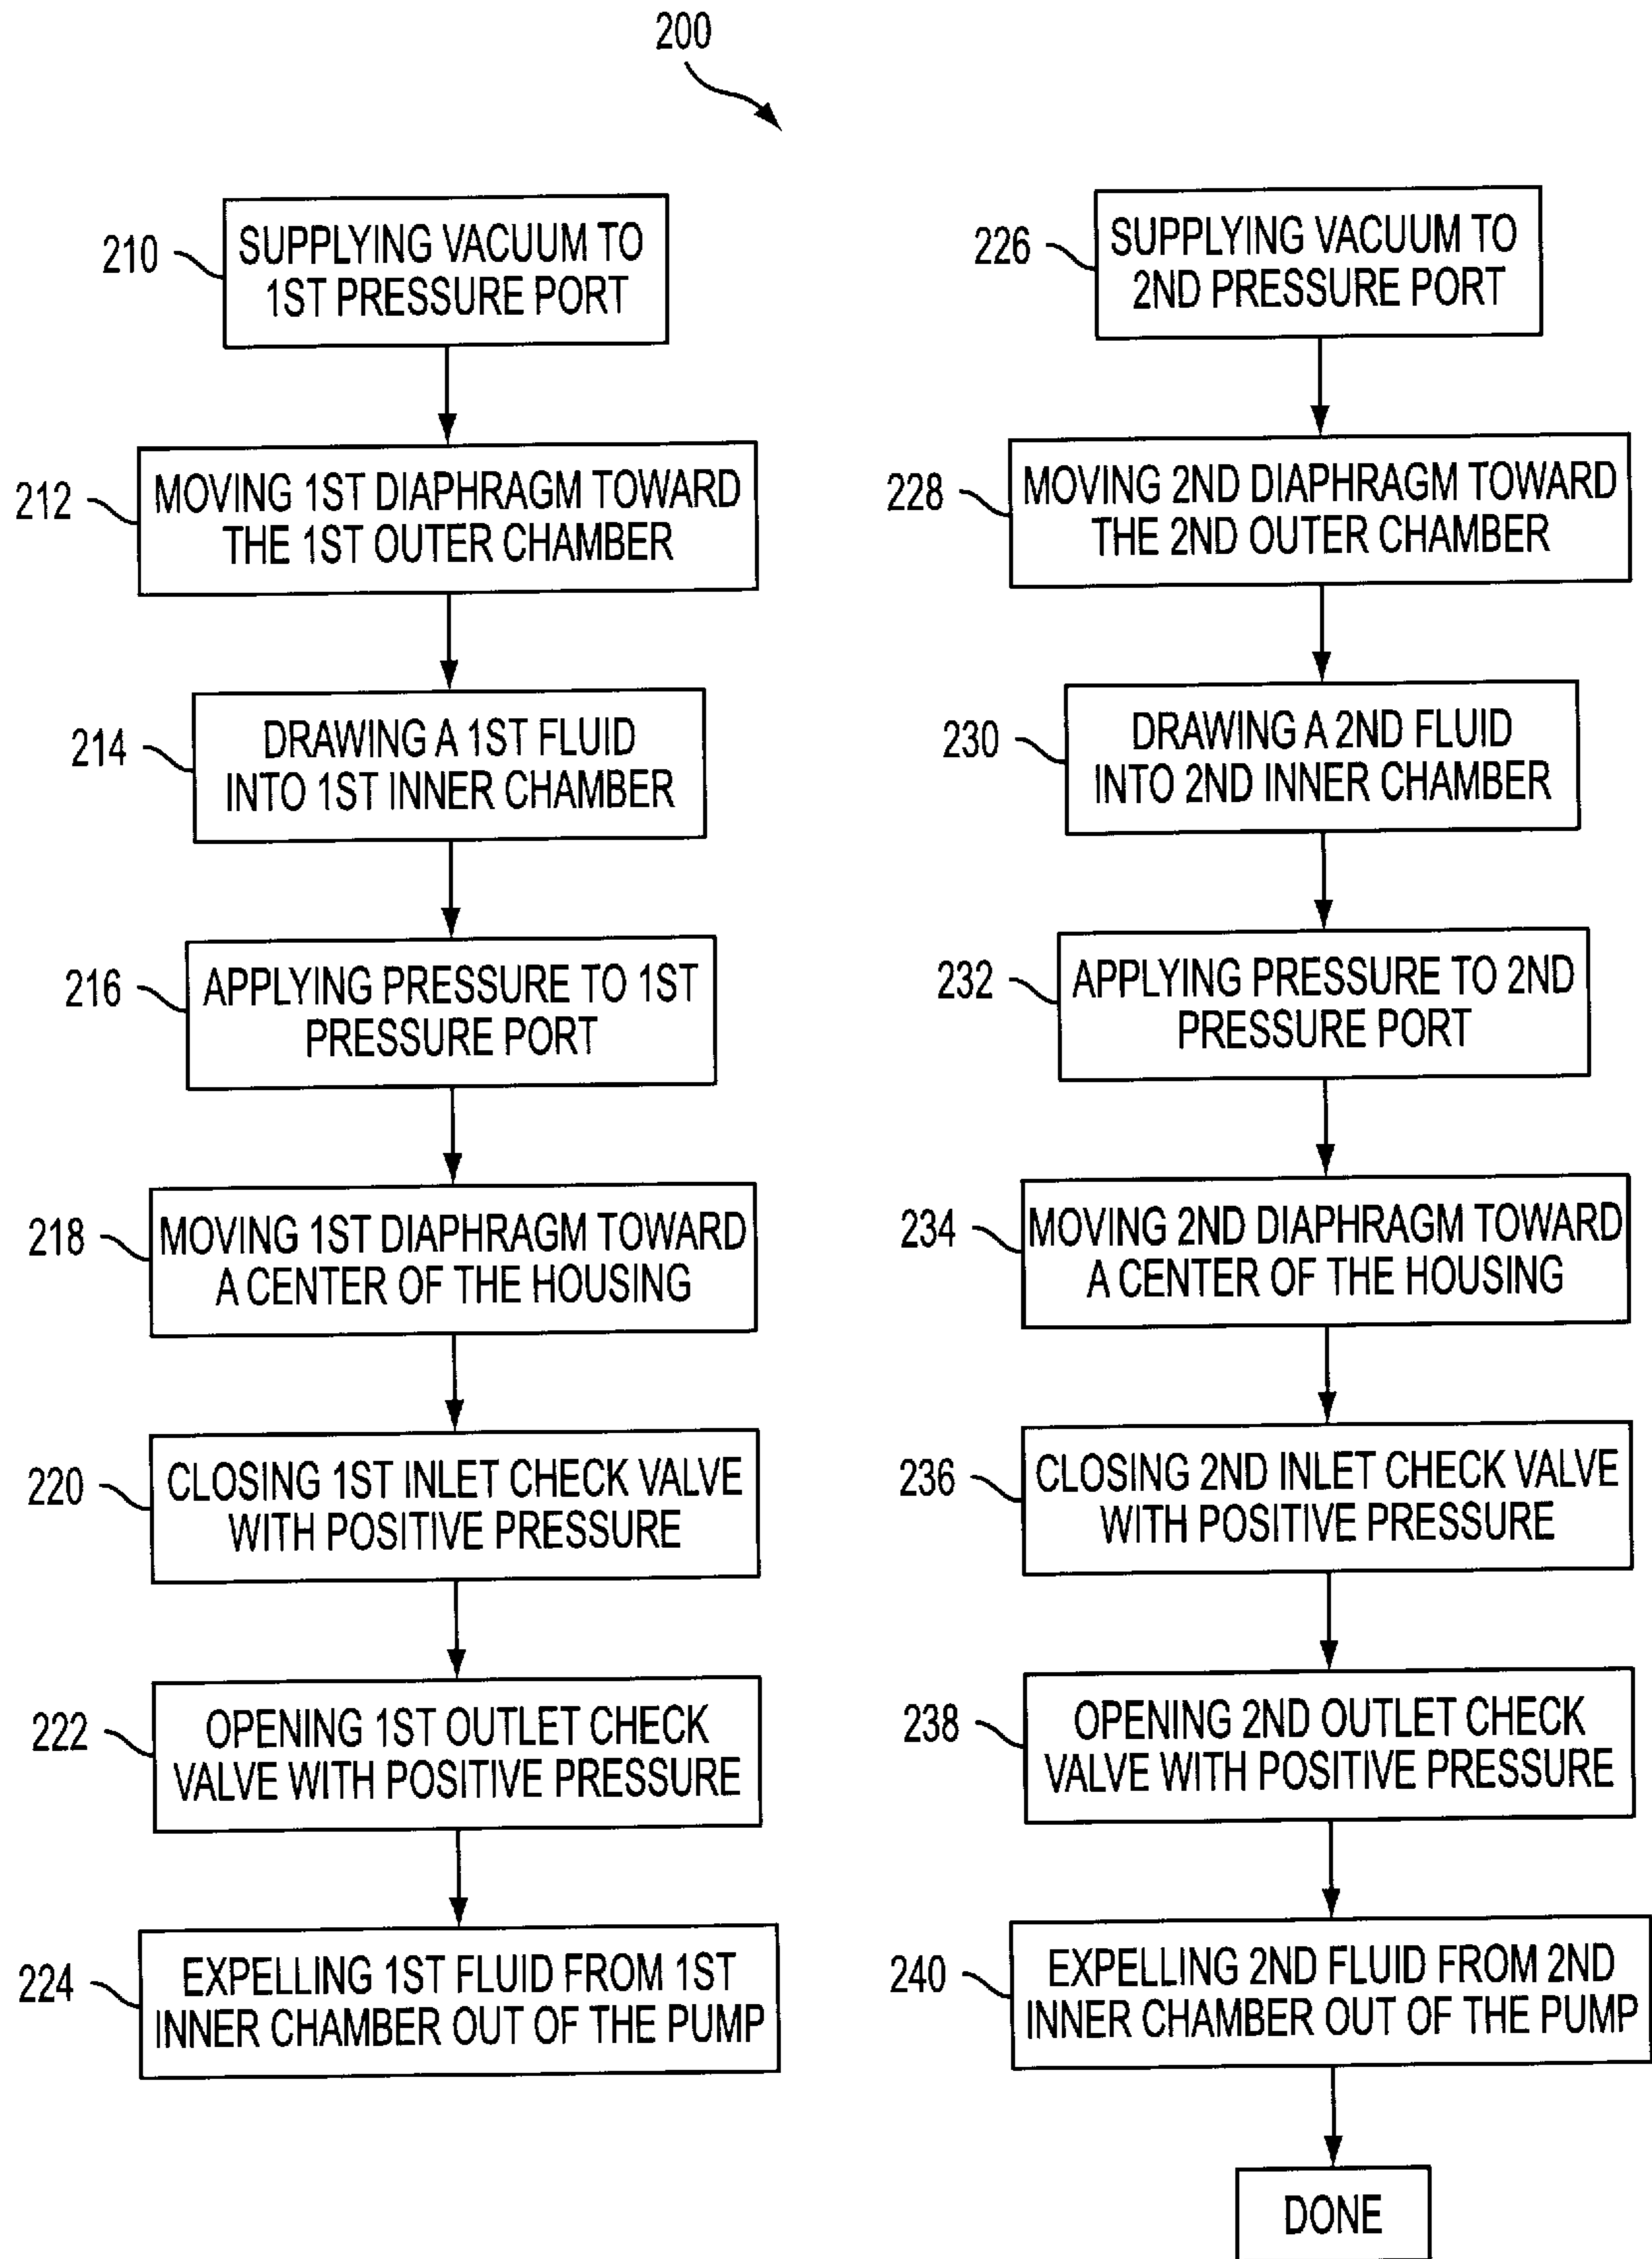 200
210
SUPPLYING VACUUM TO
1ST PRESSURE PORT
212
MOVING 1ST DIAPHRAGM TOWARD
THE 1ST OUTER CHAMBER
214
DRAWING A 1ST FLUID
INTO 1ST INNER CHAMBER
216
APPLYING PRESSURE TO 1ST
PRESSURE PORT
218
MOVING 1ST DIAPHRAGM TOWARD
A CENTER OF THE HOUSING
220
CLOSING 1ST INLET CHECK VALVE
WITH POSITIVE PRESSURE
222
OPENING 1ST OUTLET CHECK
VALVE WITH POSITIVE PRESSURE
224
EXPELLING 1ST FLUID FROM 1ST
INNER CHAMBER OUT OF THE PUMP
226
SUPPLYING VACUUM TO
2ND PRESSURE PORT
228
MOVING 2ND DIAPHRAGM TOWARD
THE 2ND OUTER CHAMBER
230
DRAWING A 2ND FLUID
INTO 2ND INNER CHAMBER
232
APPLYING PRESSURE TO 2ND
PRESSURE PORT
234
MOVING 2ND DIAPHRAGM TOWARD
A CENTER OF THE HOUSING
236
CLOSING 2ND INLET CHECK VALVE
WITH POSITIVE PRESSURE
238
OPENING 2ND OUTLET CHECK
VALVE WITH POSITIVE PRESSURE
240
EXPELLING 2ND FLUID FROM 2ND
INNER CHAMBER OUT OF THE PUMP
DONE